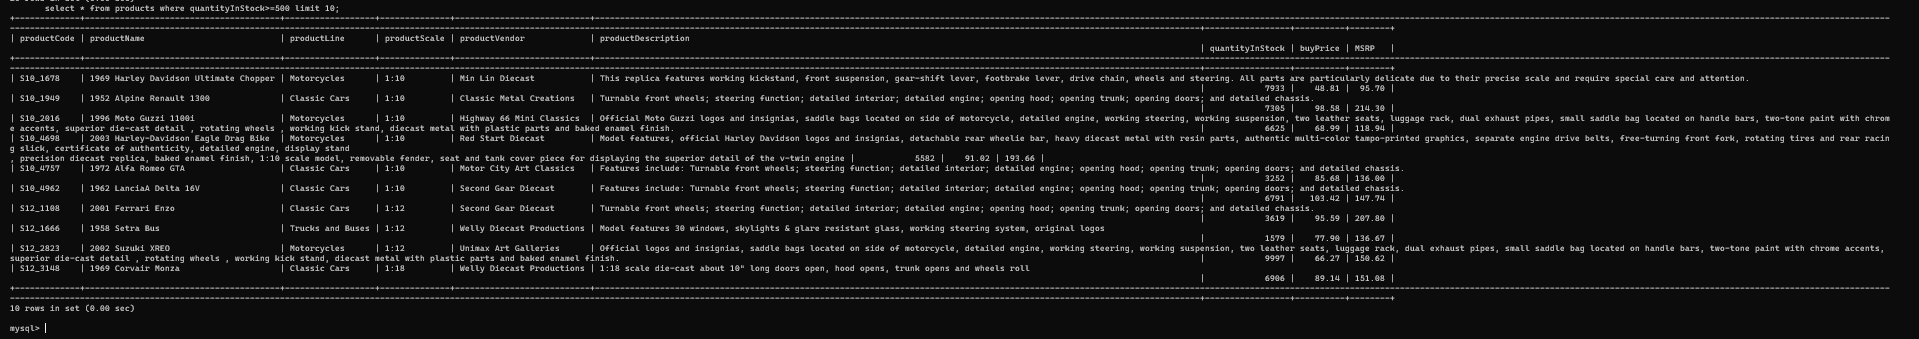 select * from products where quantityInStock>=500 limit 10;
| productCode | productName | productLine | productScale | productVendor | productDescription
| quantityInStock | buyPrice | MSRP |
| S10_1678 | 1969 Harley Davidson Ultimate Chopper | Motorcycles | 1:10 | Min Lin Diecast | This replica features working kickstand, front suspension, gear-shift lever, footbrake lever, drive chain, wheels and steering. All parts are particularly delicate due to their precise scale and require special care and attention.
| 7933 | 48.81 | 95.70 |
| S10_1949 | 1952 Alpine Renault 1300 | Classic Cars | 1:10 | Classic Metal Creations | Turnable front wheels; steering function; detailed interior; detailed engine; opening hood; opening trunk; opening doors; and detailed chassis.
| 7305 | 98.58 | 214.30 |
| S10_2016 | 1996 Moto Guzzi 1100i | Motorcycles | 1:10 | Highway 66 Mini Classics | Official Moto Guzzi logos and insignias, saddle bags located on side of motorcycle, detailed engine, working steering, working suspension, two leather seats, luggage rack, dual exhaust pipes, small saddle bag located on handle bars, two-tone paint with chrom
e accents, superior die-cast detail , rotating wheels , working kick stand, diecast metal with plastic parts and baked enamel finish. | 6625 | 68.99 | 118.94 |
| S10_4698 | 2003 Harley-Davidson Eagle Drag Bike | Motorcycles | 1:10 | Red Start Diecast | Model features, official Harley Davidson logos and insignias, detachable rear wheelie bar, heavy diecast metal with resin parts, authentic multi-color tampo-printed graphics, separate engine drive belts, free-turning front fork, rotating tires and rear racin
g slick, certificate of authenticity, detailed engine, display stand
, precision diecast replica, baked enamel finish, 1:10 scale model, removable fender, seat and tank cover piece for displaying the superior detail of the v-twin engine | 5582 | 91.02 | 193.66 |
| S10_4757 | 1972 Alfa Romeo GTA | Classic Cars | 1:10 | Motor City Art Classics | Features include: Turnable front wheels; steering function; detailed interior; detailed engine; opening hood; opening trunk; opening doors; and detailed chassis.
| 3252 | 85.68 | 136.00 |
| S10_4962 | 1962 LanciaA Delta 16V | Classic Cars | 1:10 | Second Gear Diecast | Features include: Turnable front wheels; steering function; detailed interior; detailed engine; opening hood; opening trunk; opening doors; and detailed chassis.
| 6791 | 103.42 | 147.74 |
| S12_1108 | 2001 Ferrari Enzo | Classic Cars | 1:12 | Second Gear Diecast | Turnable front wheels; steering function; detailed interior; detailed engine; opening hood; opening trunk; opening doors; and detailed chassis.
| 3619 | 95.59 | 207.80 |
| S12_1666 | 1958 Setra Bus | Trucks and Buses | 1:12 | Welly Diecast Productions | Model features 30 windows, skylights & glare resistant glass, working steering system, original logos
| 1579 | 77.90 | 136.67 |
| S12_2823 | 2002 Suzuki XREO | Motorcycles | 1:12 | Unimax Art Galleries | Official logos and insignias, saddle bags located on side of motorcycle, detailed engine, working steering, working suspension, two leather seats, luggage rack, dual exhaust pipes, small saddle bag located on handle bars, two-tone paint with chrome accents,
superior die-cast detail , rotating wheels , working kick stand, diecast metal with plastic parts and baked enamel finish. | 9997 | 66.27 | 150.62 |
| S12_3148 | 1969 Corvair Monza | Classic Cars | 1:18 | Welly Diecast Productions | 1:18 scale die-cast about 10" long doors open, hood opens, trunk opens and wheels roll
| 6906 | 89.14 | 151.08 |
10 rows in set (0.00 sec)
mysql>